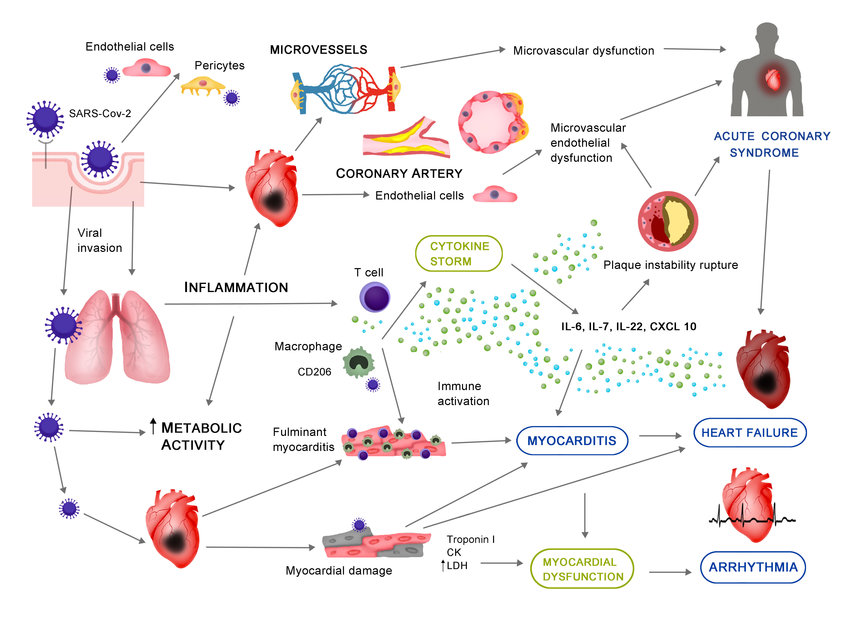 Endothelial cells
Pericytes
MICROVESSELS
Microvascular dysfunction
SARS-Cov-2
Microvascular
endothelial
dysfunction
ACUTE CORONARY
SYNDROME
CORONARY ARTERY
Endothelial cells
Viral
invasion
CYTOKINE
STORM
Plaque instability rupture
T cell
INFLAMMATION
IL-6, IL-7, IL-22, CXCL 10
Macrophage
CD206
Immune
activation
↑ METABOLIC
ACTIVITY
Fulminant
myocarditis
MYOCARDITIS
HEART FAILURE
Troponin I
CK
↑ LDH
Myocardial damage
MYOCARDIAL
DYSFUNCTION
ARRHYTHMIA